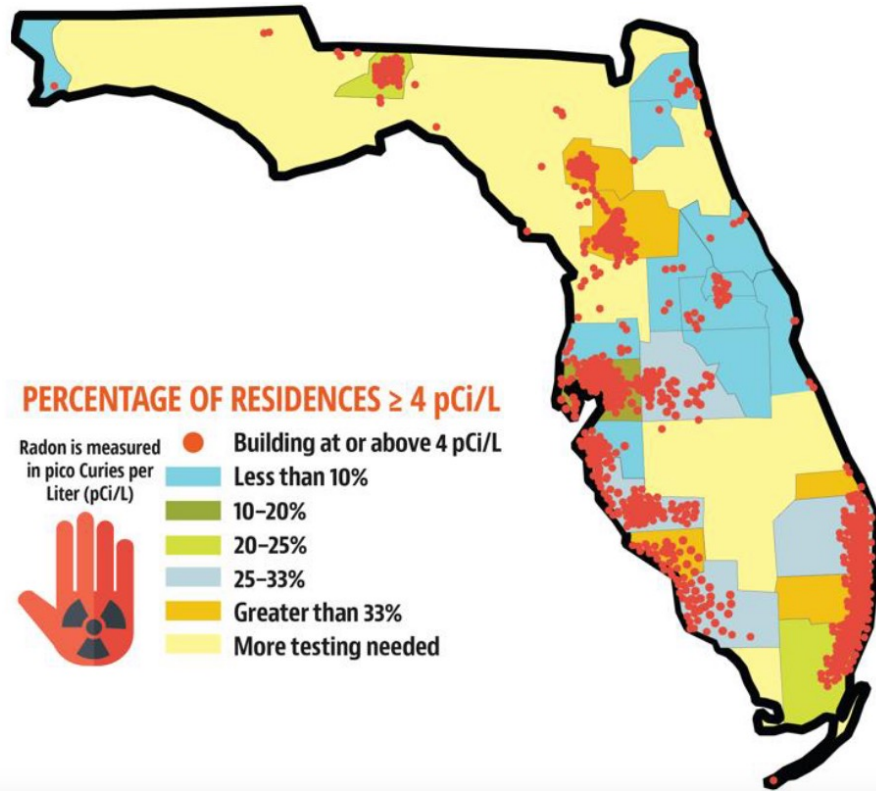 PERCENTAGE OF RESIDENCES ≥ 4 pCi/L
Radon is measured
in pico Curies per
Liter (pCi/L)
Building at or above 4 pCi/L
Less than 10%
10–20%
20–25%
25–33%
Greater than 33%
More testing needed